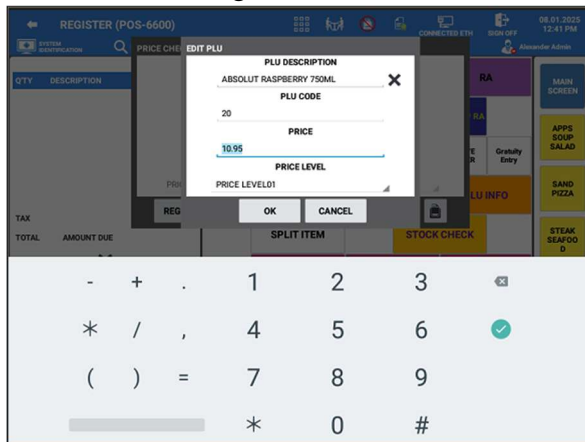 REGISTER (POS-6600)
CONNECTED ETH
SIGN OFF
08.01.2025
12:41 PM
SYSTEM
IDENTIFICATION
PRICE CHE
EDIT PLU
Alexander Admin
PLU DESCRIPTION
ABSOLUT RASPBERRY 750ML
PLU CODE
20
PRICE
10.95
PRICE LEVEL
PRICE LEVEL01
OK
CANCEL
Q'TY DESCRIPTION
RA
MAIN
SCREEN
RA
APPS
SOUP
SALAD
Gratuity
Entry
PRI
LU INFO
SAND
PIZZA
REG
TAX
TOTAL AMOUNT DUE
SPLIT ITEM
STOCK CHECK
STEAK
SEAFOO
D
- + . 1 2 3
* / , 4 5 6
( ) = 7 8 9
* 0 #